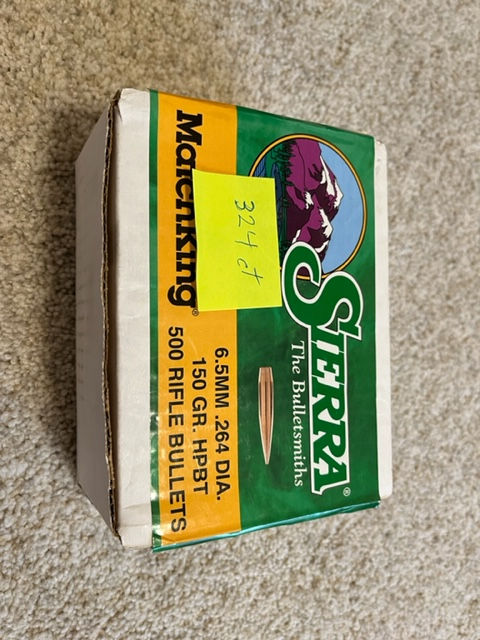 SIERRA®
The Bulletsmiths
324 ct
MatchKing®
6.5MM .264 DIA.
150 GR. HPBT
500 RIFLE BULLETS